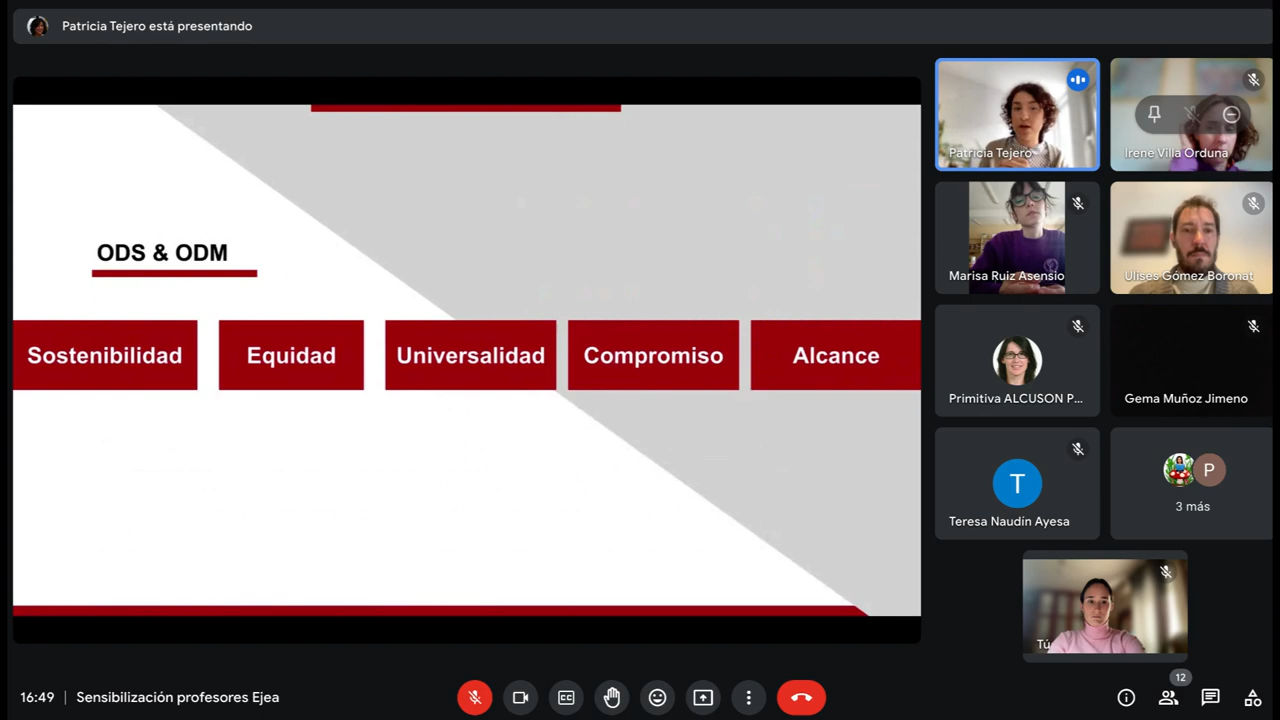 Patricia Tejero está presentando
ODS & ODM
Sostenibilidad
Equidad
Universalidad
Compromiso
Alcance
Patricia Tejero
Irene Villa Orduna
Marisa Ruiz Asensio
Ulises Gómez Boronat
Primitiva ALCUSON P...
Gema Muñoz Jimeno
T
Teresa Naudín Ayesa
P
3 más
Tú
16:49 | Sensibilización profesores Ejea
CC
12